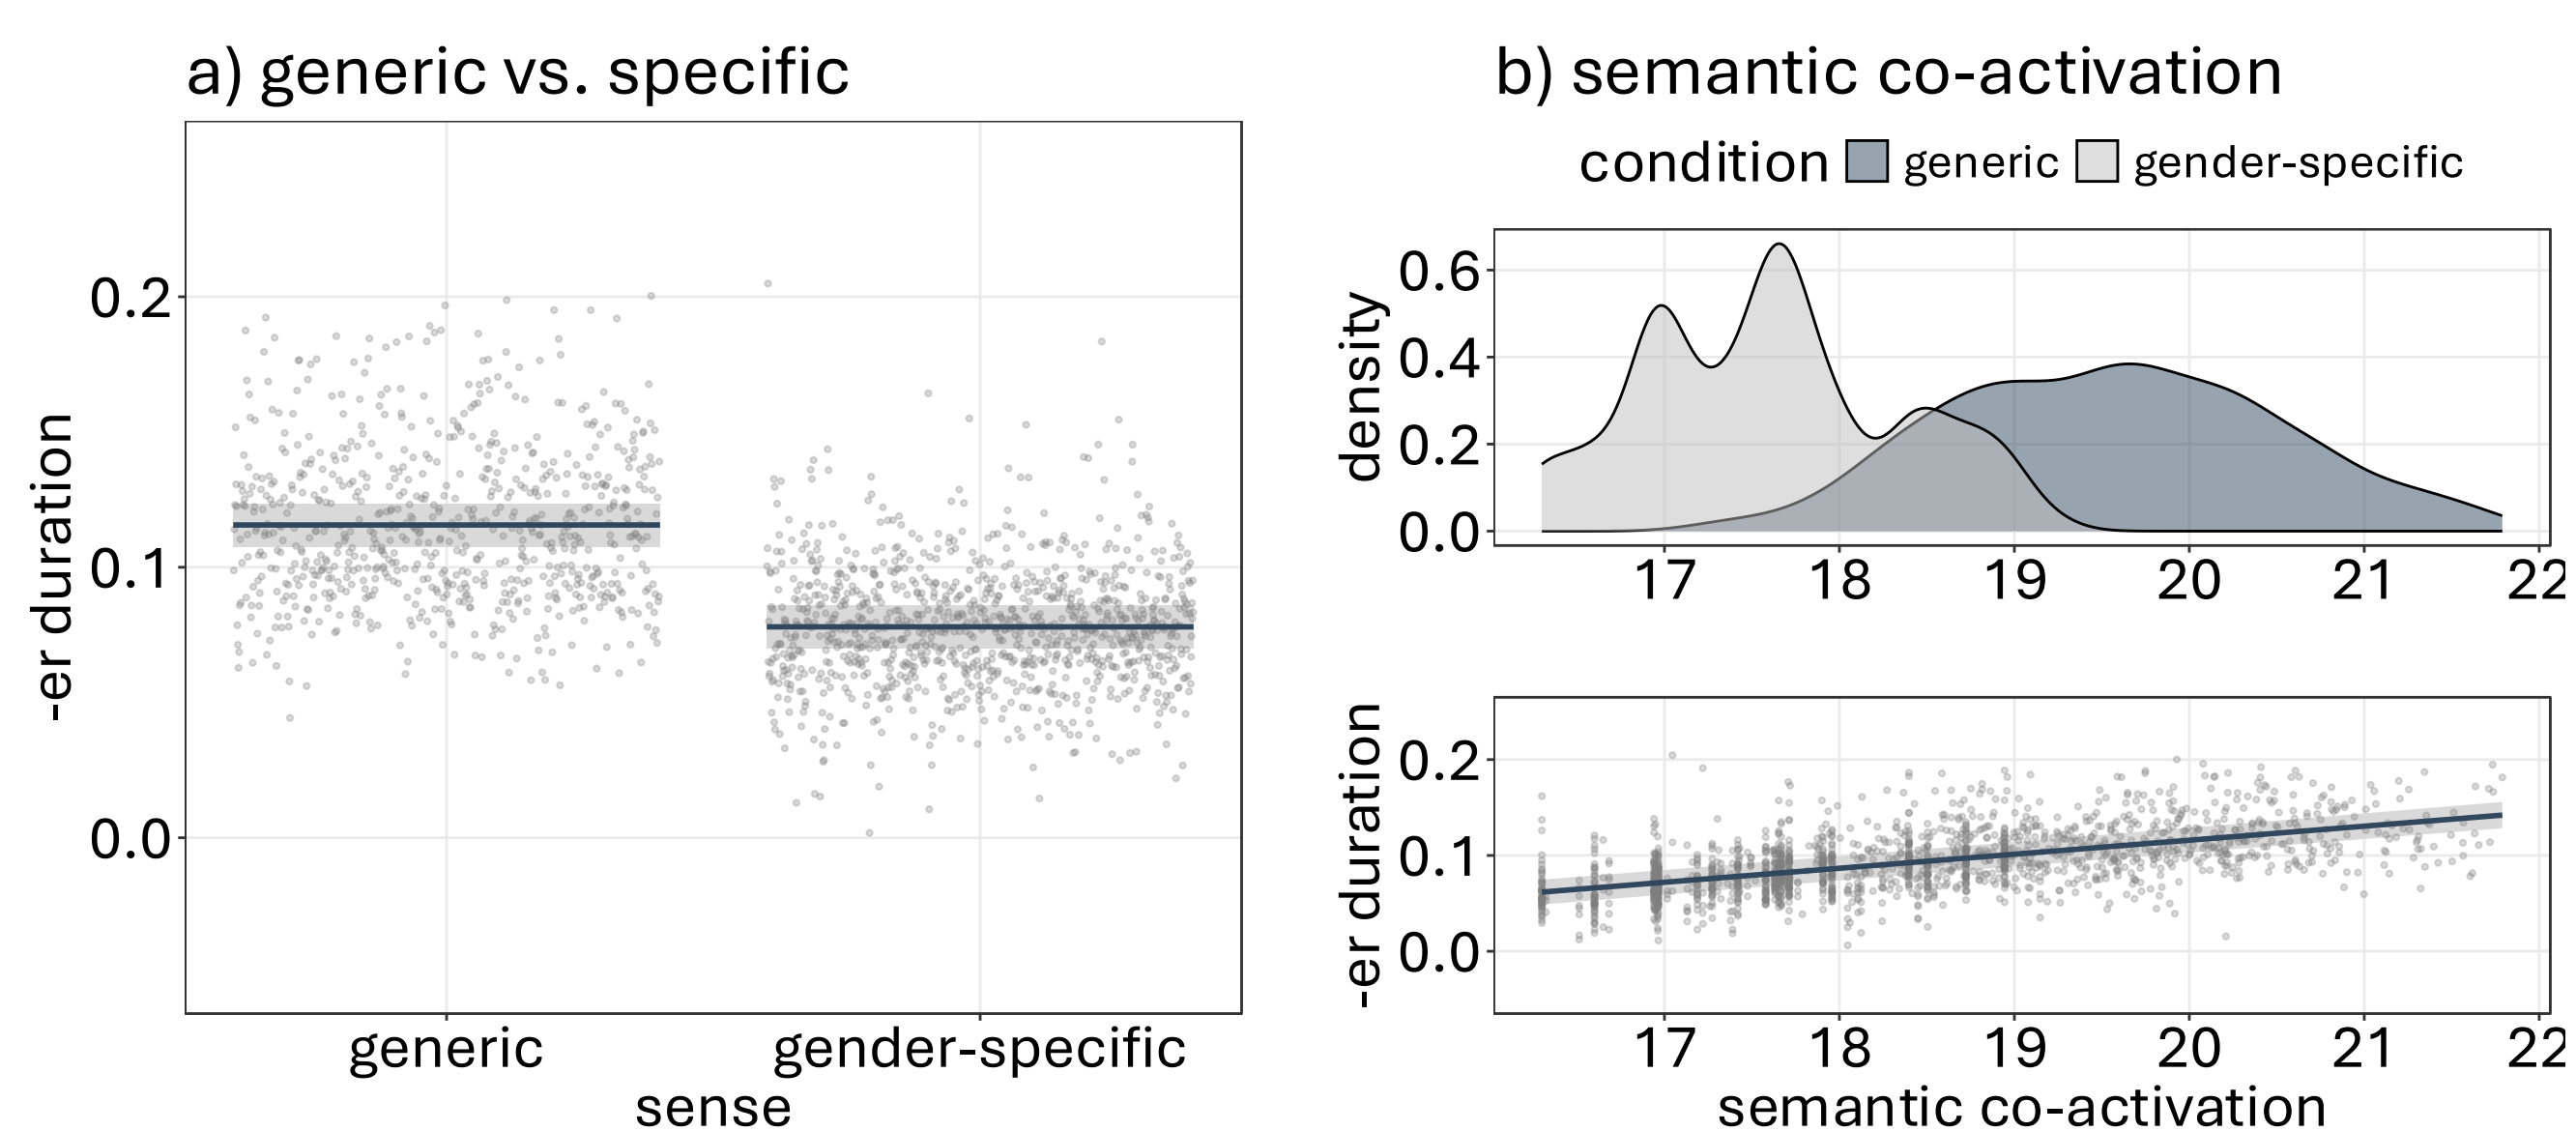 a) generic vs. specific
-er duration
0.2
0.1
0.0
generic gender-specific
sense
b) semantic co-activation
condition generic gender-specific
density
0.6
0.4
0.2
0.0
17 18 19 20 21 22
-er duration
0.2
0.1
0.0
17 18 19 20 21 22
semantic co-activation